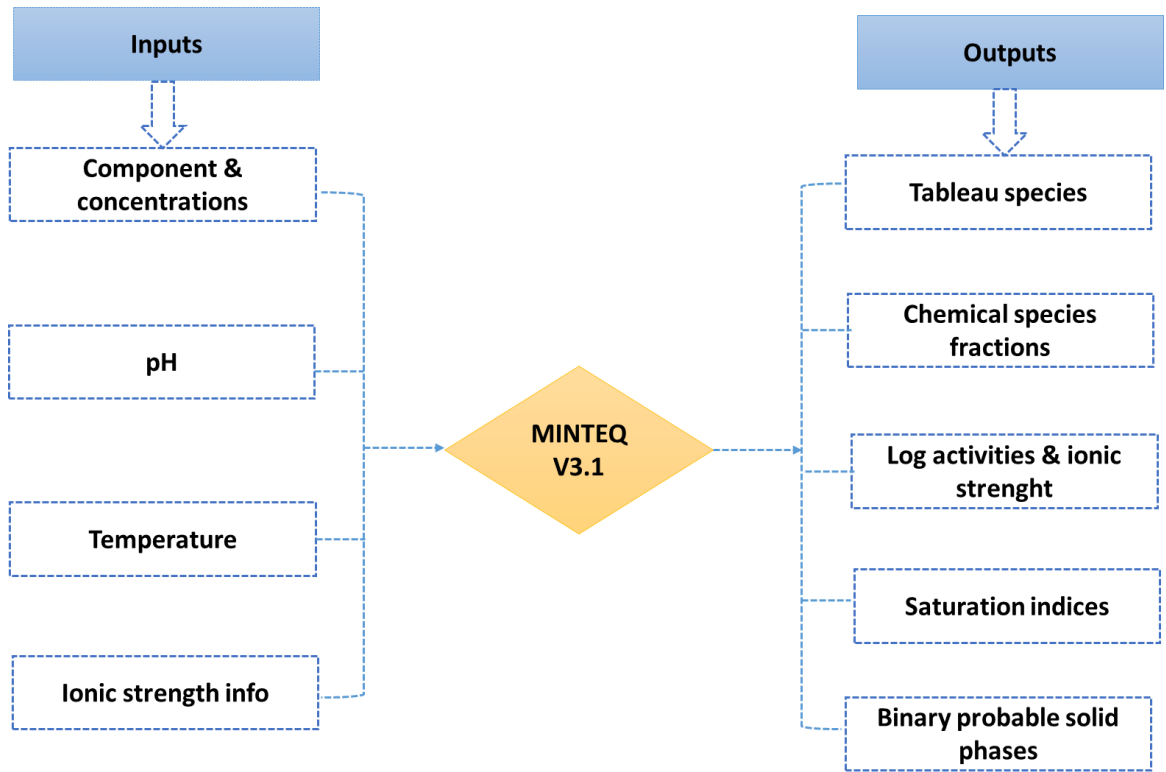 Inputs
Component &
concentrations
pH
Temperature
Ionic strength info
MINTEQ
V3.1
Outputs
Tableau species
Chemical species
fractions
Log activities & ionic
strenght
Saturation indices
Binary probable solid
phases